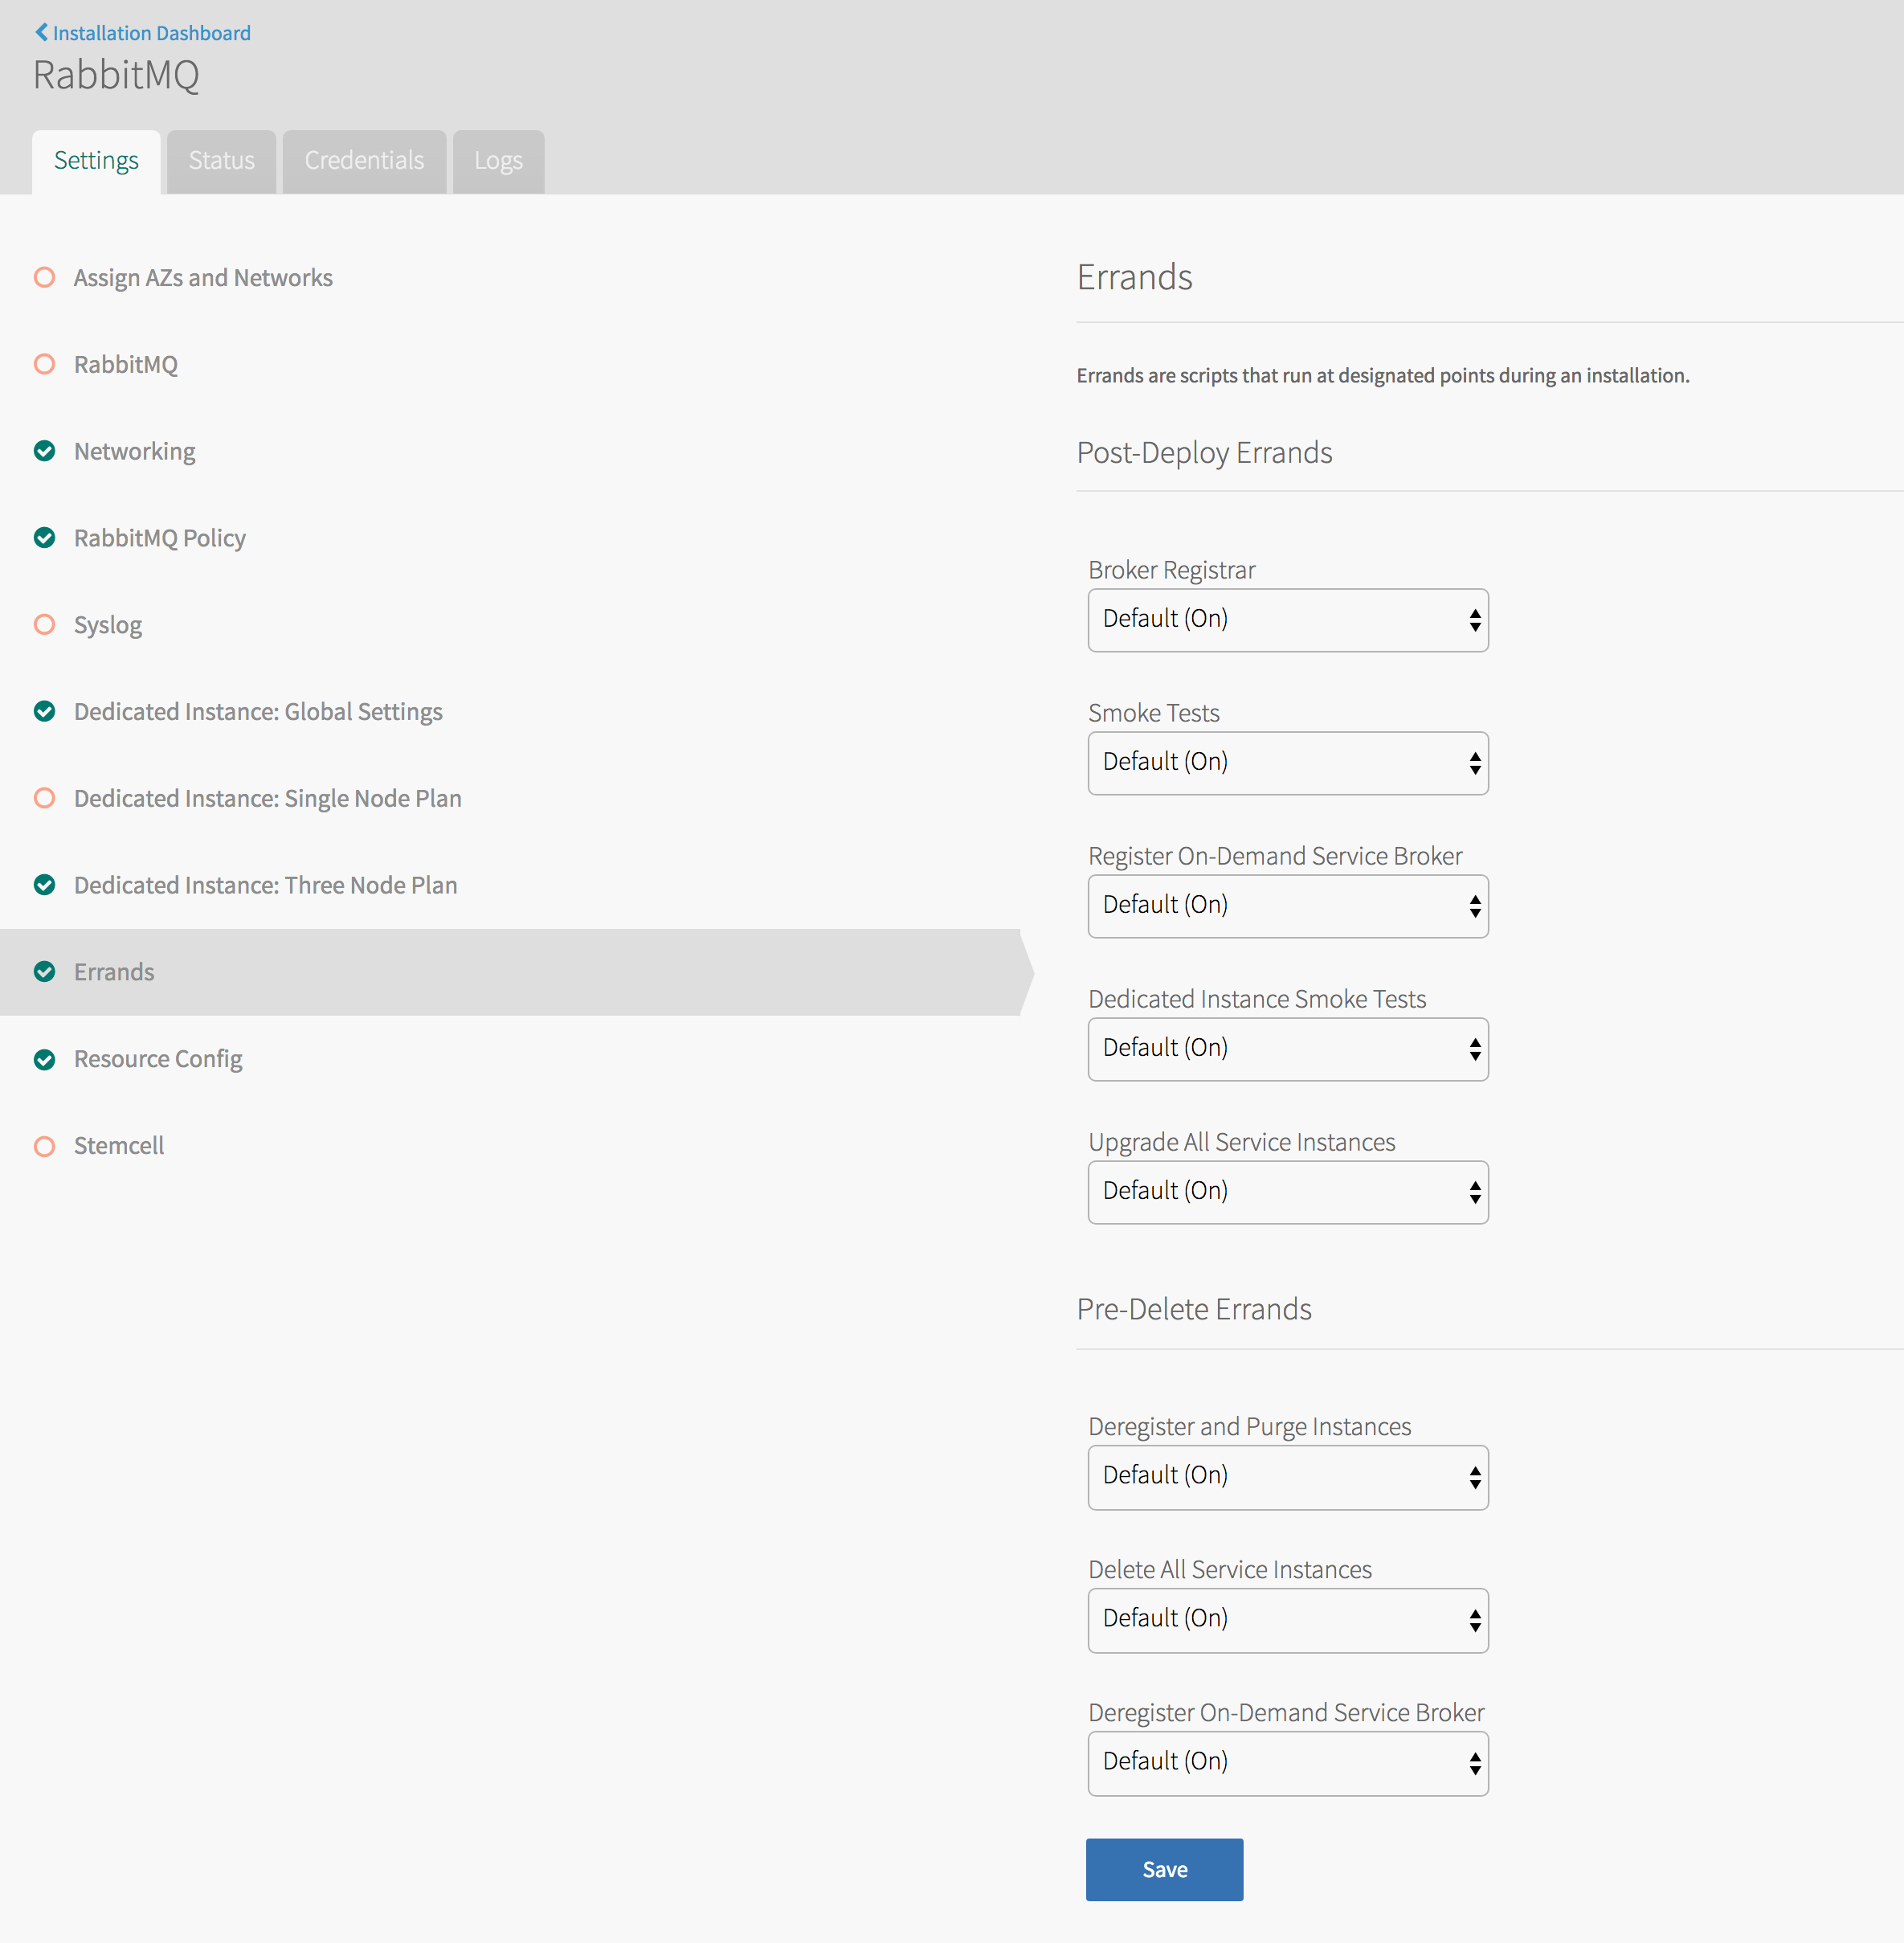 Installation Dashboard
RabbitMQ
Settings
Status
Credentials
Logs
Assign AZs and Networks
RabbitMQ
Networking
RabbitMQ Policy
Syslog
Dedicated Instance: Global Settings
Dedicated Instance: Single Node Plan
Dedicated Instance: Three Node Plan
Errands
Resource Config
Stemcell
Errands
Errands are scripts that run at designated points during an installation.
Post-Deploy Errands
Broker Registrar
Default (On)
Smoke Tests
Default (On)
Register On-Demand Service Broker
Default (On)
Dedicated Instance Smoke Tests
Default (On)
Upgrade All Service Instances
Default (On)
Pre-Delete Errands
Deregister and Purge Instances
Default (On)
Delete All Service Instances
Default (On)
Deregister On-Demand Service Broker
Default (On)
Save